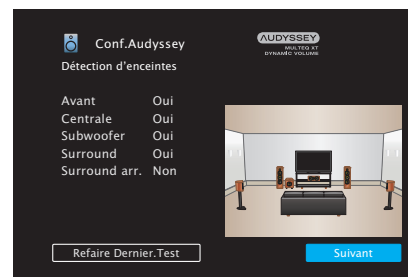 Conf.Audyssey
AUDYSSEY
MULTEQ XT
DYNAMIC VOLUME
Détection d'enceintes
Avant Oui
Centrale Oui
Subwoofer Oui
Surround Oui
Surround arr. Non
Refaire Dernier.Test
Suivant